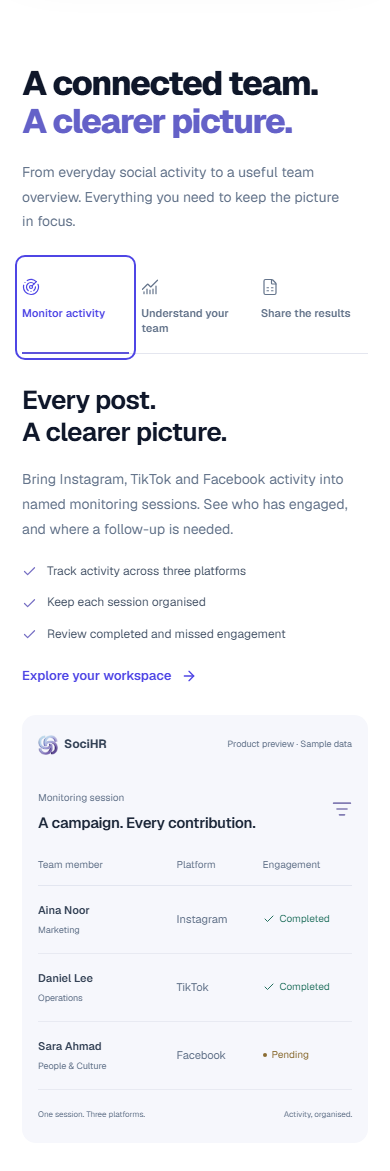 A connected team.
A clearer picture.
From everyday social activity to a useful team
overview. Everything you need to keep the picture
in focus.
Monitor activity
Understand your
team
Share the results
Every post.
A clearer picture.
Bring Instagram, TikTok and Facebook activity into
named monitoring sessions. See who has engaged,
and where a follow-up is needed.
Track activity across three platforms
Keep each session organised
Review completed and missed engagement
Explore your workspace
SociHR
Product preview · Sample data
Monitoring session
A campaign. Every contribution.
Team member Platform Engagement
Aina Noor
Marketing
Instagram
Completed
Daniel Lee
Operations
TikTok
Completed
Sara Ahmad
People & Culture
Facebook
Pending
One session. Three platforms.
Activity, organised.